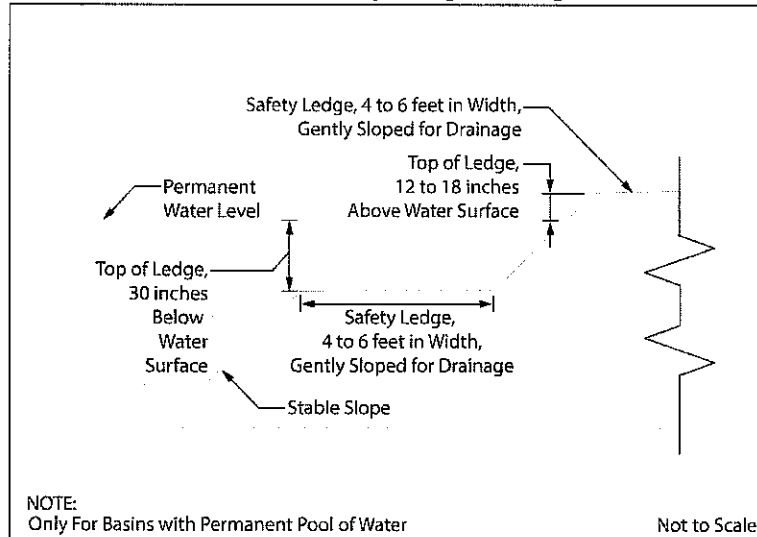 Safety Ledge, 4 to 6 feet in Width,
Gently Sloped for Drainage
Top of Ledge,
12 to 18 inches
Above Water Surface
Permanent
Water Level
Top of Ledge,
30 inches
Below
Water
Surface
Safety Ledge,
4 to 6 feet in Width,
Gently Sloped for Drainage
Stable Slope
NOTE:
Only For Basins with Permanent Pool of Water
Not to Scale